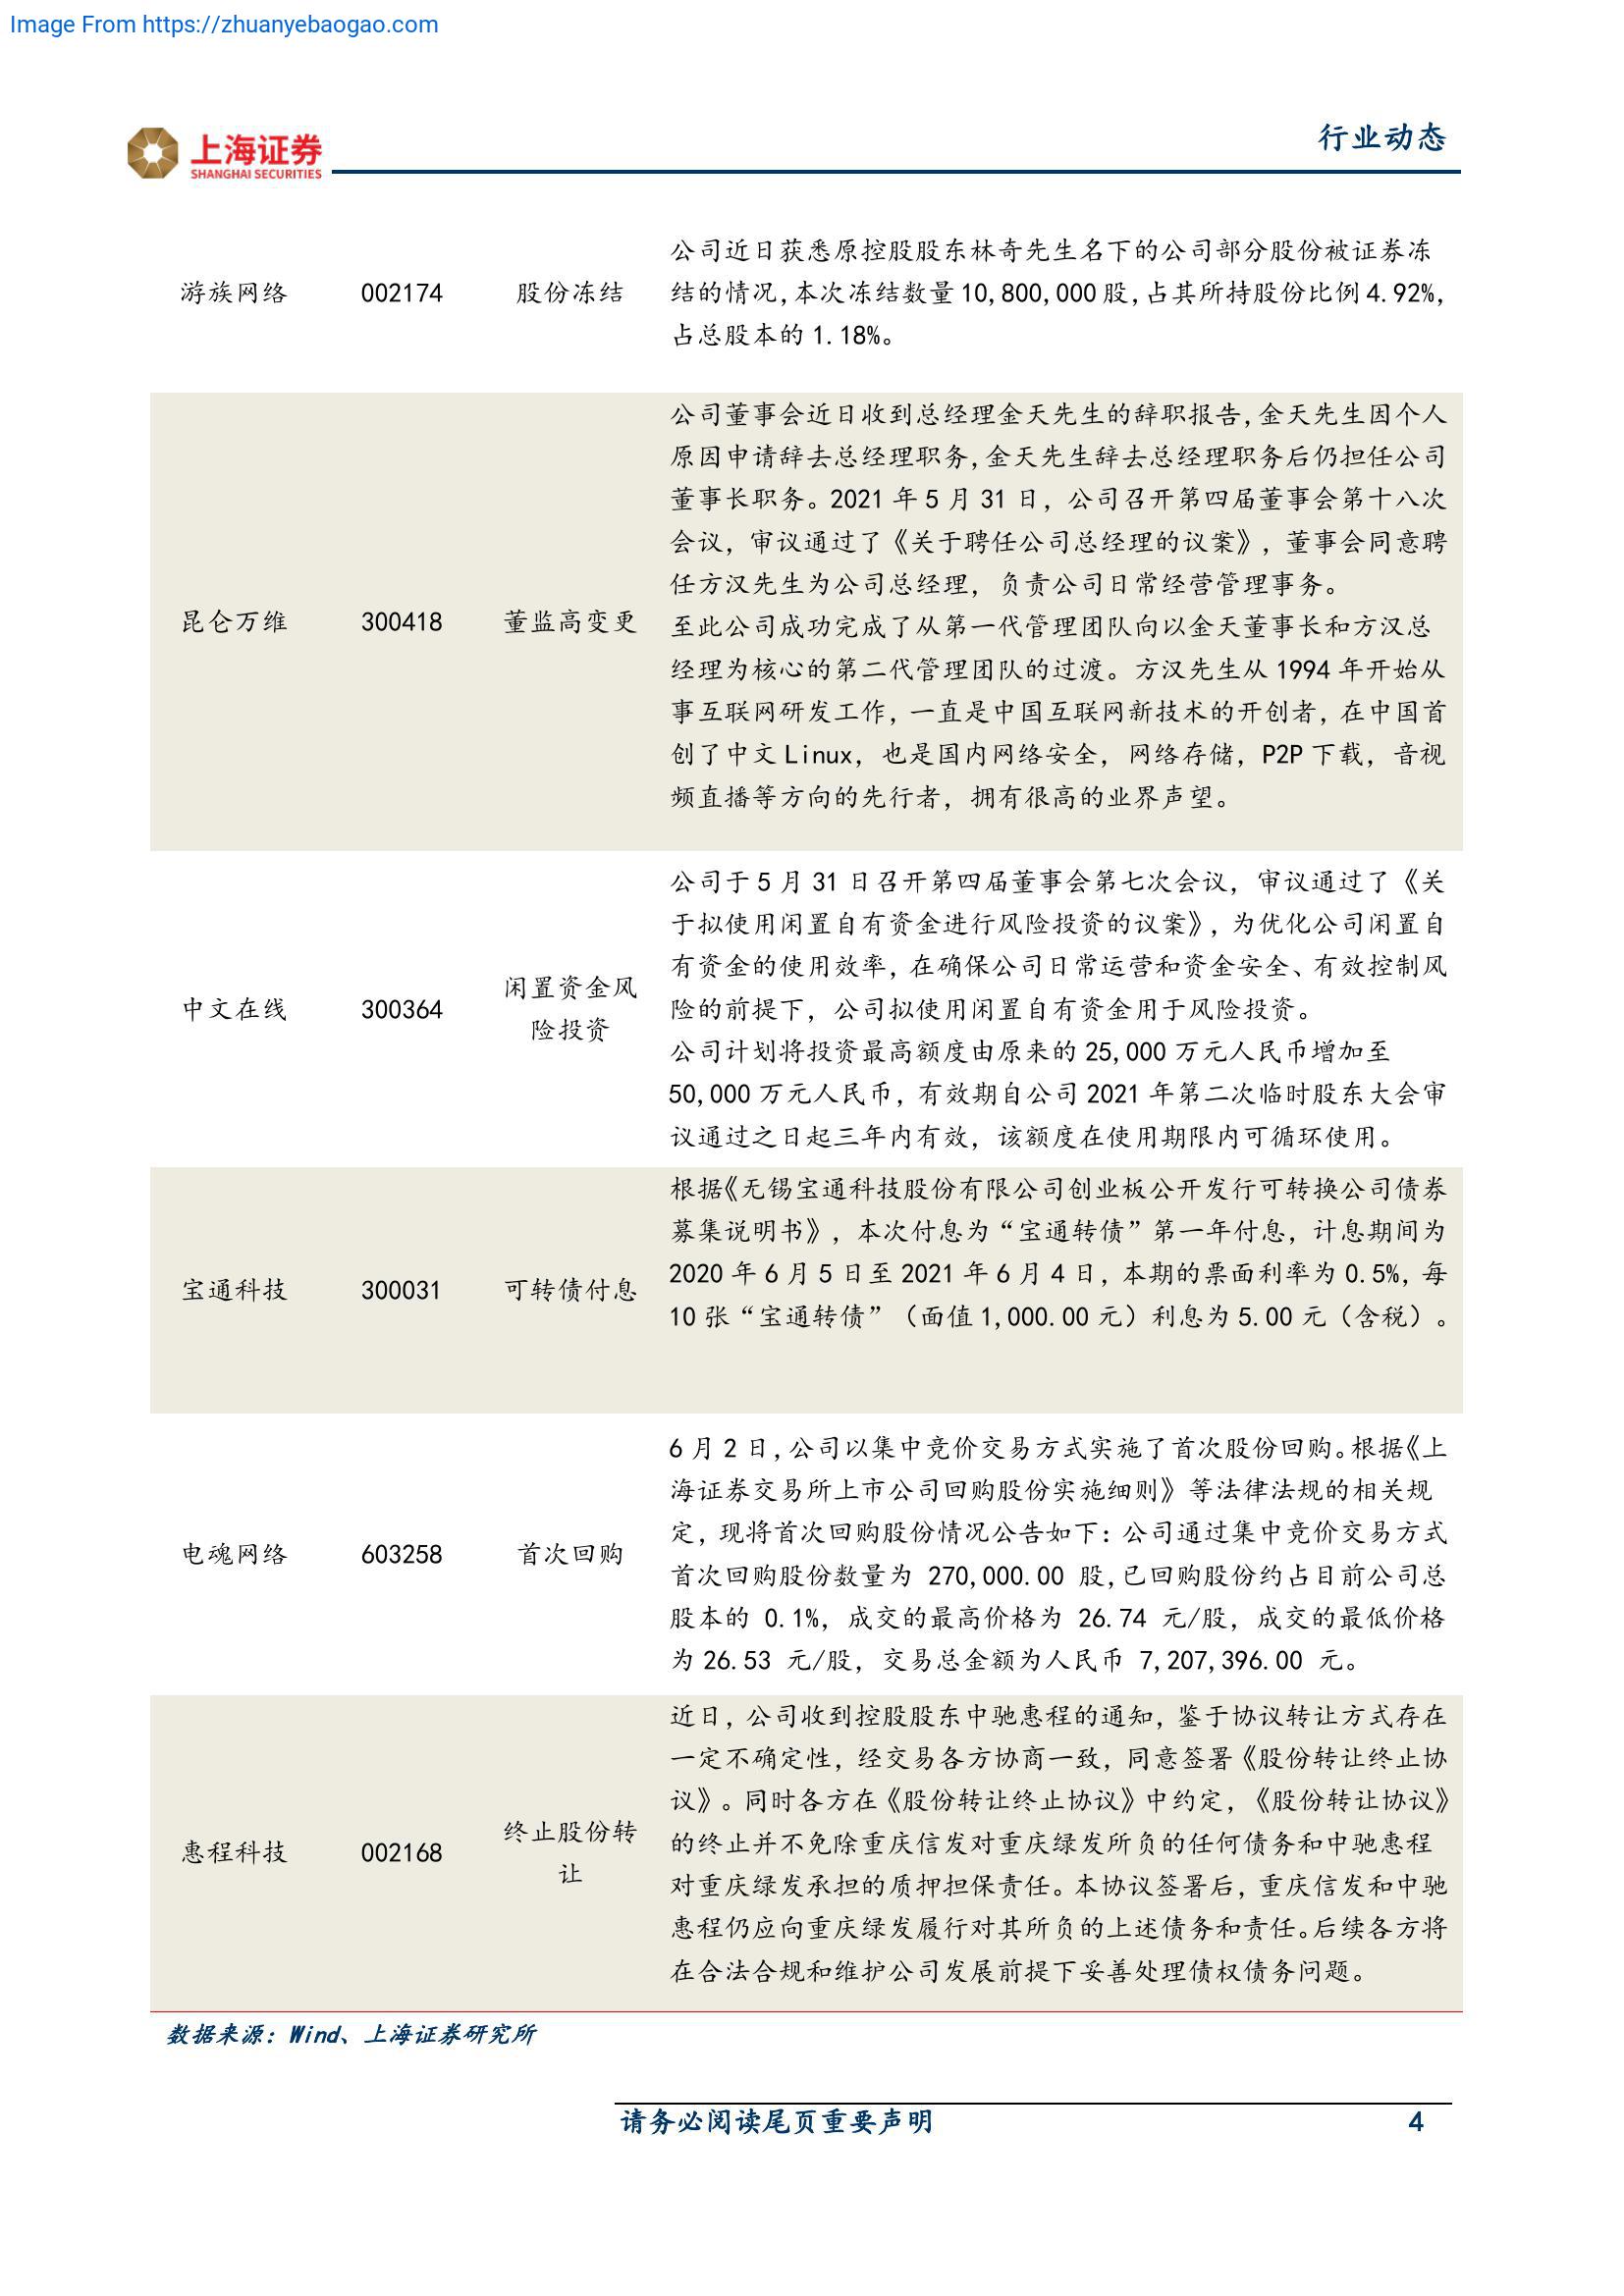 Image From https://zhuanyebaogao.com
上海证券
SHANGHAI SECURITIES
行业动态
公司近日获悉原控股股东林奇先生名下的公司部分股份被证券冻
游族网络 002174 股份冻结 结的情况,本次冻结数量 10,800,000 股,占其所持股份比例 4.92%,
占总股本的 1.18%。
公司董事会近日收到总经理金天先生的辞职报告,金天先生因个人
原因申请辞去总经理职务,金天先生辞去总经理职务后仍担任公司
董事长职务。2021 年 5 月 31 日，公司召开第四届董事会第十八次
会议，审议通过了《关于聘任公司总经理的议案》，董事会同意聘
任方汉先生为公司总经理，负责公司日常经营管理事务。
昆仑万维 300418 董监高变更 至此公司成功完成了从第一代管理团队向以金天董事长和方汉总
经理为核心的第二代管理团队的过渡。方汉先生从 1994 年开始从
事互联网研发工作，一直是中国互联网新技术的开创者，在中国首
创了中文 Linux，也是国内网络安全，网络存储，P2P 下载，音视
频直播等方向的先行者，拥有很高的业界声望。
公司于 5 月 31 日召开第四届董事会第七次会议，审议通过了《关
于拟使用闲置自有资金进行风险投资的议案》，为优化公司闲置自
有资金的使用效率，在确保公司日常运营和资金安全、有效控制风
中文在线 300364 闲置资金风险投资 险的前提下，公司拟使用闲置自有资金用于风险投资。
公司计划将投资最高额度由原来的 25,000 万元人民币增加至
50,000 万元人民币，有效期自公司 2021 年第二次临时股东大会审
议通过之日起三年内有效，该额度在使用期限内可循环使用。
根据《无锡宝通科技股份有限公司创业板公开发行可转换公司债券
募集说明书》，本次付息为“宝通转债”第一年付息，计息期间为
宝通科技 300031 可转债付息 2020 年 6 月 5 日至 2021 年 6 月 4 日，本期的票面利率为 0.5%，每
10 张“宝通转债”（面值 1,000.00 元）利息为 5.00 元（含税）。
6 月 2 日,公司以集中竞价交易方式实施了首次股份回购。根据《上
海证券交易所上市公司回购股份实施细则》等法律法规的相关规
定，现将首次回购股份情况公告如下：公司通过集中竞价交易方式
电魂网络 603258 首次回购 首次回购股份数量为 270,000.00 股,已回购股份约占目前公司总
股本的 0.1%，成交的最高价格为 26.74 元/股，成交的最低价格
为 26.53 元/股，交易总金额为人民币 7,207,396.00 元。
近日，公司收到控股股东中驰惠程的通知，鉴于协议转让方式存在
一定不确定性，经交易各方协商一致，同意签署《股份转让终止协
议》。同时各方在《股份转让终止协议》中约定，《股份转让协议》
惠程科技 002168 终止股份转让 的终止并不免除重庆信发对重庆绿发所负的任何债务和中驰惠程
对重庆绿发承担的质押担保责任。本协议签署后，重庆信发和中驰
惠程仍应向重庆绿发履行对其所负的上述债务和责任。后续各方将
在合法合规和维护公司发展前提下妥善处理债权债务问题。
数据来源：Wind、上海证券研究所
请务必阅读尾页重要声明 4